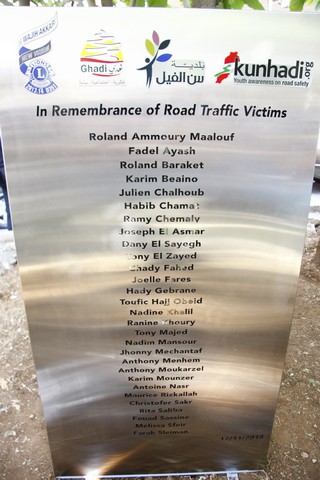 Ghadi
غدي
بلدية
سن الفيل
kunhadi.org
Youth awareness on road safety
In Remembrance of Road Traffic Victims
Roland Ammoury Maalouf
Fadel Ayash
Roland Baraket
Karim Beaino
Julien Chalhoub
Habib Chamat
Ramy Chemaly
Joseph El Asmar
Dany El Sayegh
Tony El Zayed
Chady Fahed
Joelle Fares
Hady Gebrane
Toufic Hajj Obeid
Nadine Khalil
Ranine Khoury
Tony Majed
Nadim Mansour
Jhonny Mechantaf
Anthony Menhem
Anthony Moukarzel
Karim Mounzer
Antoine Nasr
Maurice Rizkallah
Christofer Sakr
Rita Saliba
Fouad Sassine
Melissa Sfeir
Farah Sleiman